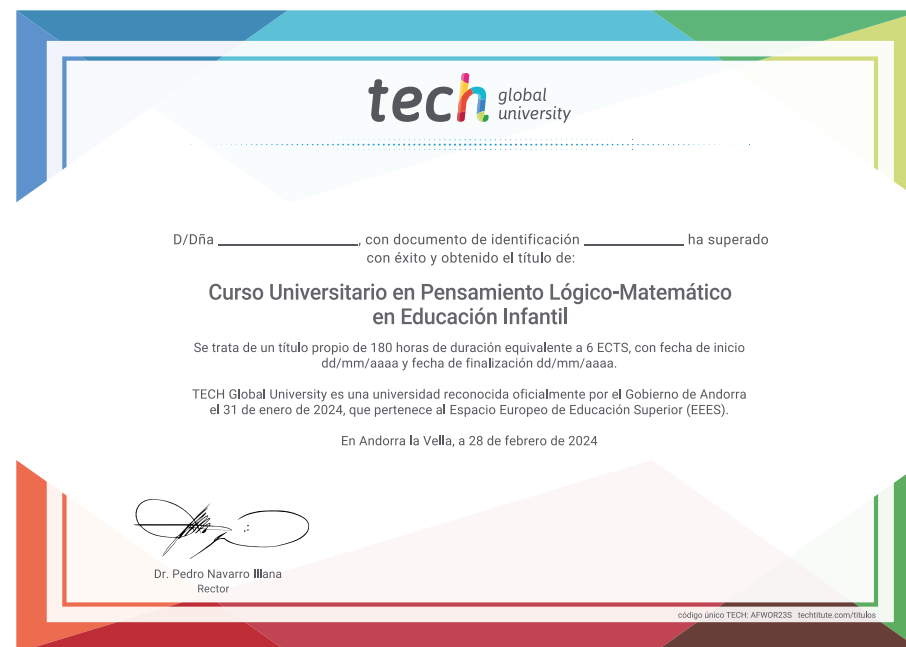 tech global university
D/Dña ____________, con documento de identificación ____________ ha superado
con éxito y obtenido el título de:
Curso Universitario en Pensamiento Lógico-Matemático
en Educación Infantil
Se trata de un título propio de 180 horas de duración equivalente a 6 ECTS, con fecha de inicio
dd/mm/aaaa y fecha de finalización dd/mm/aaaa.
TECH Global University es una universidad reconocida oficialmente por el Gobierno de Andorra
el 31 de enero de 2024, que pertenece al Espacio Europeo de Educación Superior (EEES).
En Andorra la Vella, a 28 de febrero de 2024
Dr. Pedro Navarro Illana
Rector
código único TECH: AFWOR23S techtitute.com/titulos